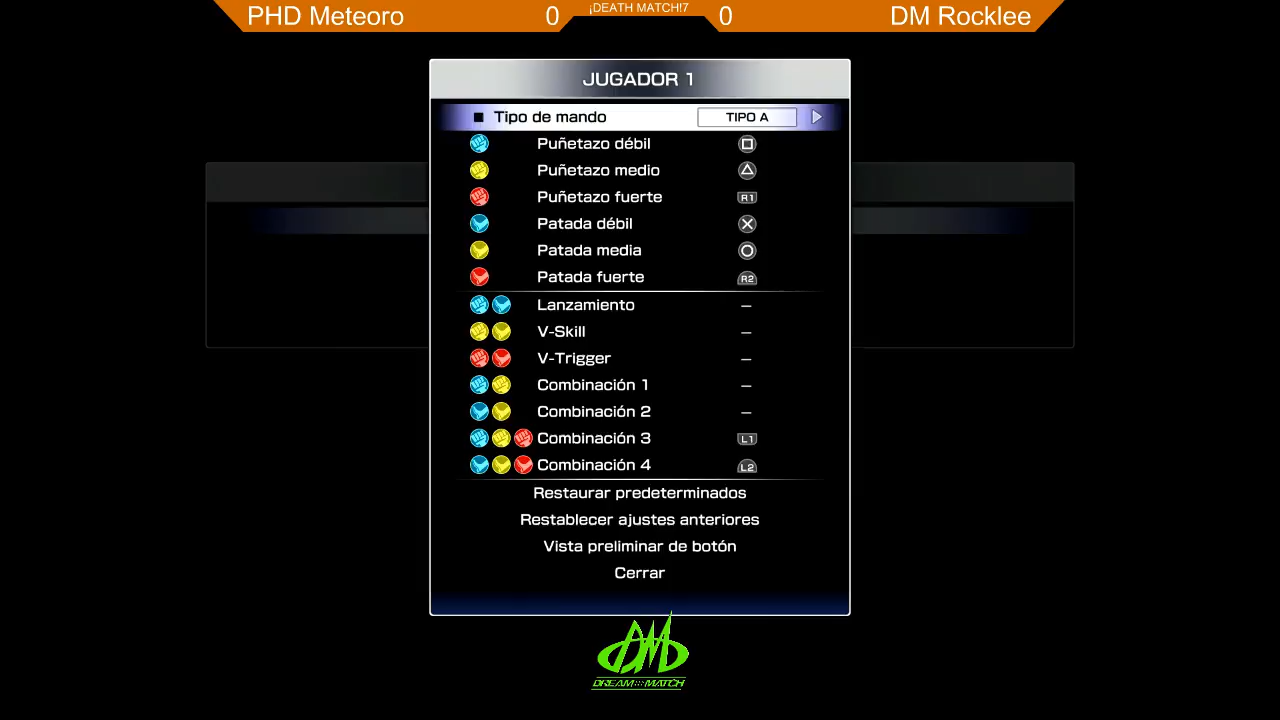 PHD Meteoro 0 ¡DEATH MATCH!7 0 DM Rocklee
JUGADOR 1
Tipo de mando TIPO A
Puñetazo débil
Puñetazo medio
Puñetazo fuerte R1
Patada débil
Patada media
Patada fuerte R2
Lanzamiento –
V-Skill –
V-Trigger –
Combinación 1 –
Combinación 2 –
Combinación 3 L1
Combinación 4 L2
Restaurar predeterminados
Restablecer ajustes anteriores
Vista preliminar de botón
Cerrar
DM
DREAM:::MATCH